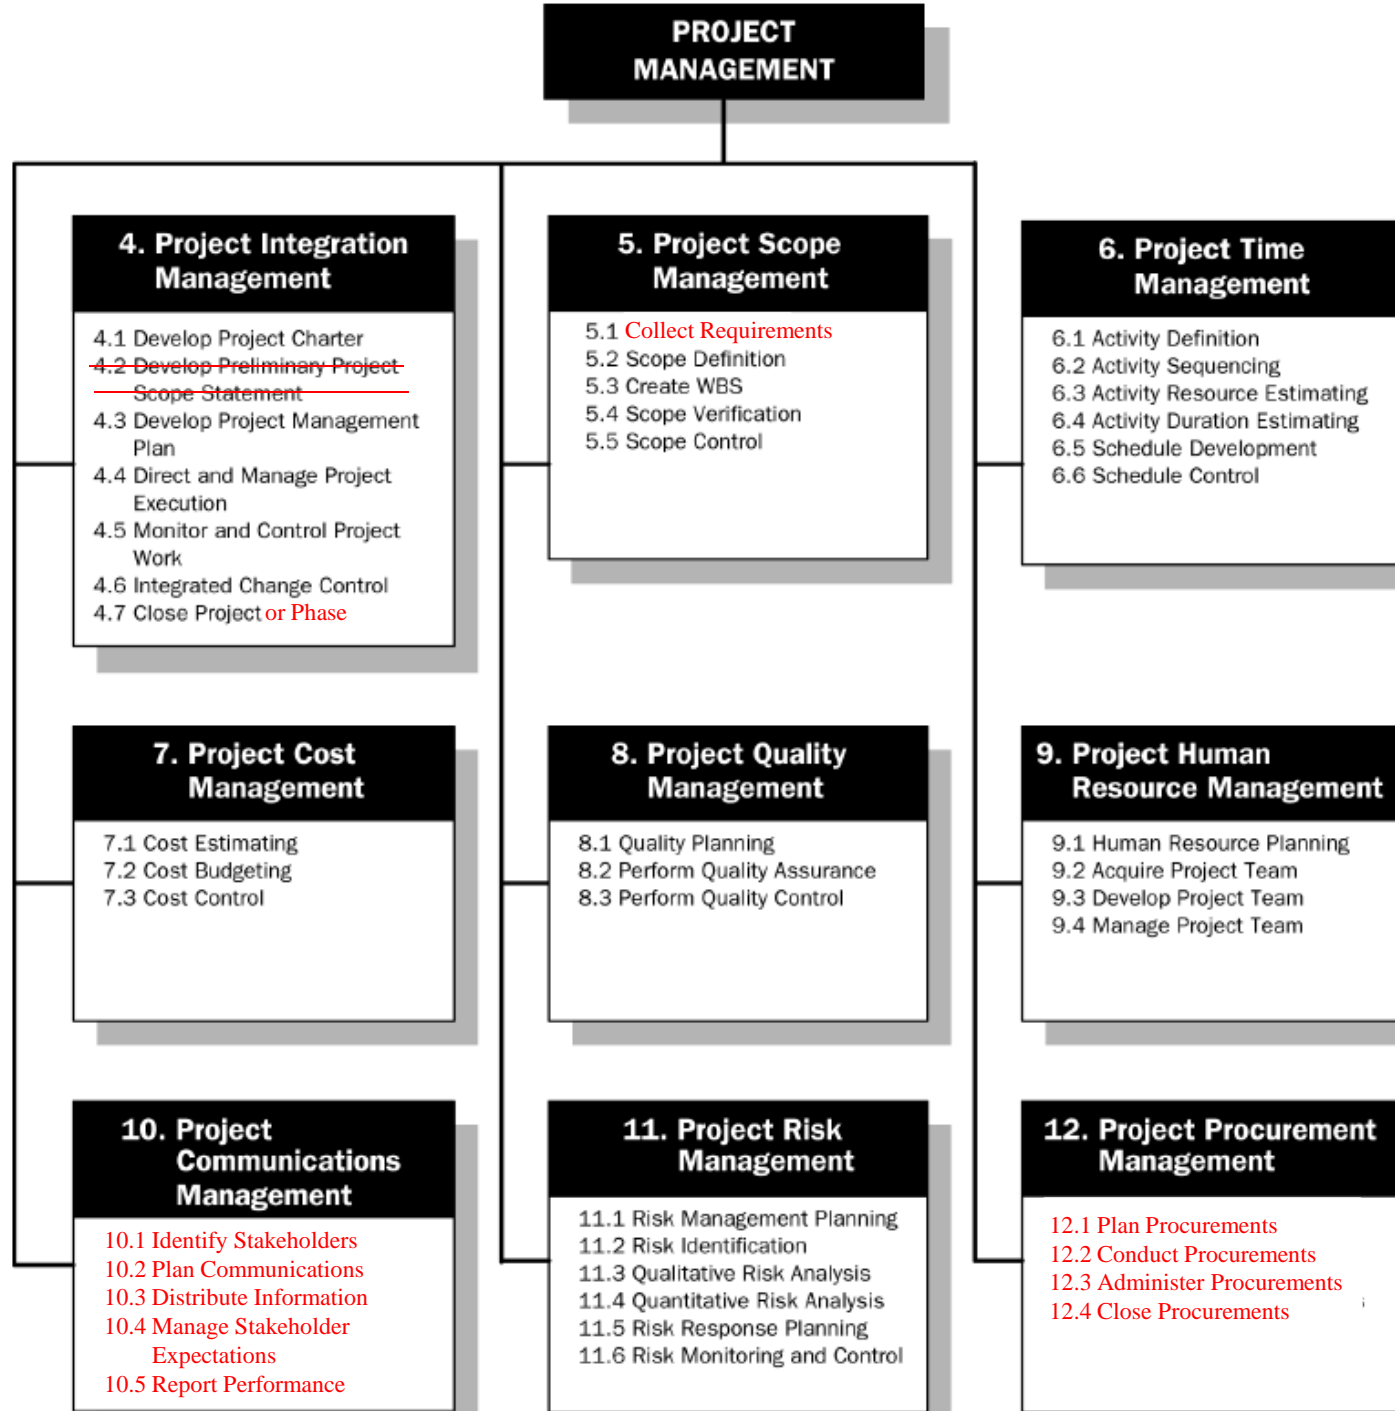 PROJECT
MANAGEMENT
4. Project Integration
Management
4.1 Develop Project Charter
4.2 Develop Preliminary Project
Scope Statement
4.3 Develop Project Management
Plan
4.4 Direct and Manage Project
Execution
4.5 Monitor and Control Project
Work
4.6 Integrated Change Control
4.7 Close Project or Phase
5. Project Scope
Management
5.1 Collect Requirements
5.2 Scope Definition
5.3 Create WBS
5.4 Scope Verification
5.5 Scope Control
6. Project Time
Management
6.1 Activity Definition
6.2 Activity Sequencing
6.3 Activity Resource Estimating
6.4 Activity Duration Estimating
6.5 Schedule Development
6.6 Schedule Control
7. Project Cost
Management
7.1 Cost Estimating
7.2 Cost Budgeting
7.3 Cost Control
8. Project Quality
Management
8.1 Quality Planning
8.2 Perform Quality Assurance
8.3 Perform Quality Control
9. Project Human
Resource Management
9.1 Human Resource Planning
9.2 Acquire Project Team
9.3 Develop Project Team
9.4 Manage Project Team
10. Project
Communications
Management
10.1 Identify Stakeholders
10.2 Plan Communications
10.3 Distribute Information
10.4 Manage Stakeholder
Expectations
10.5 Report Performance
11. Project Risk
Management
11.1 Risk Management Planning
11.2 Risk Identification
11.3 Qualitative Risk Analysis
11.4 Quantitative Risk Analysis
11.5 Risk Response Planning
11.6 Risk Monitoring and Control
12. Project Procurement
Management
12.1 Plan Procurements
12.2 Conduct Procurements
12.3 Administer Procurements
12.4 Close Procurements